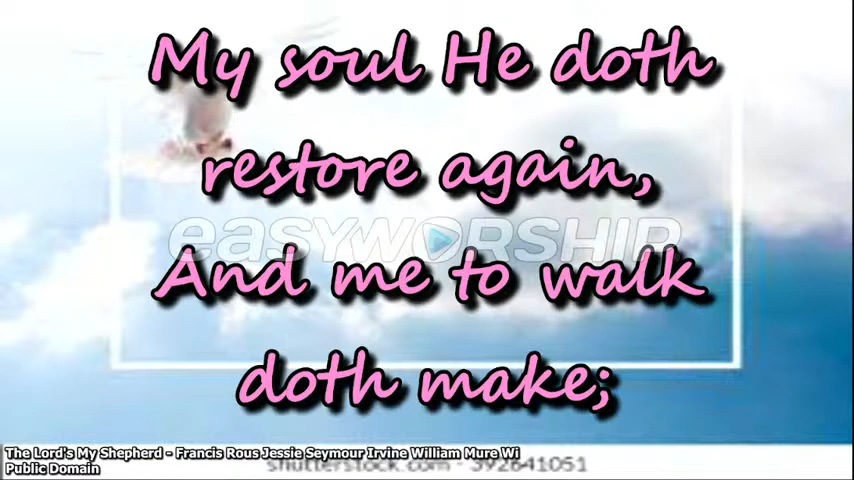 My soul He doth
restore again,
easyWORSHIP
And me to walk
doth make;
The Lord's My Shepherd - Francis Rous Jessie Seymour Irvine William Mure Wi
Public Domain
shutterstock.com · 392641051